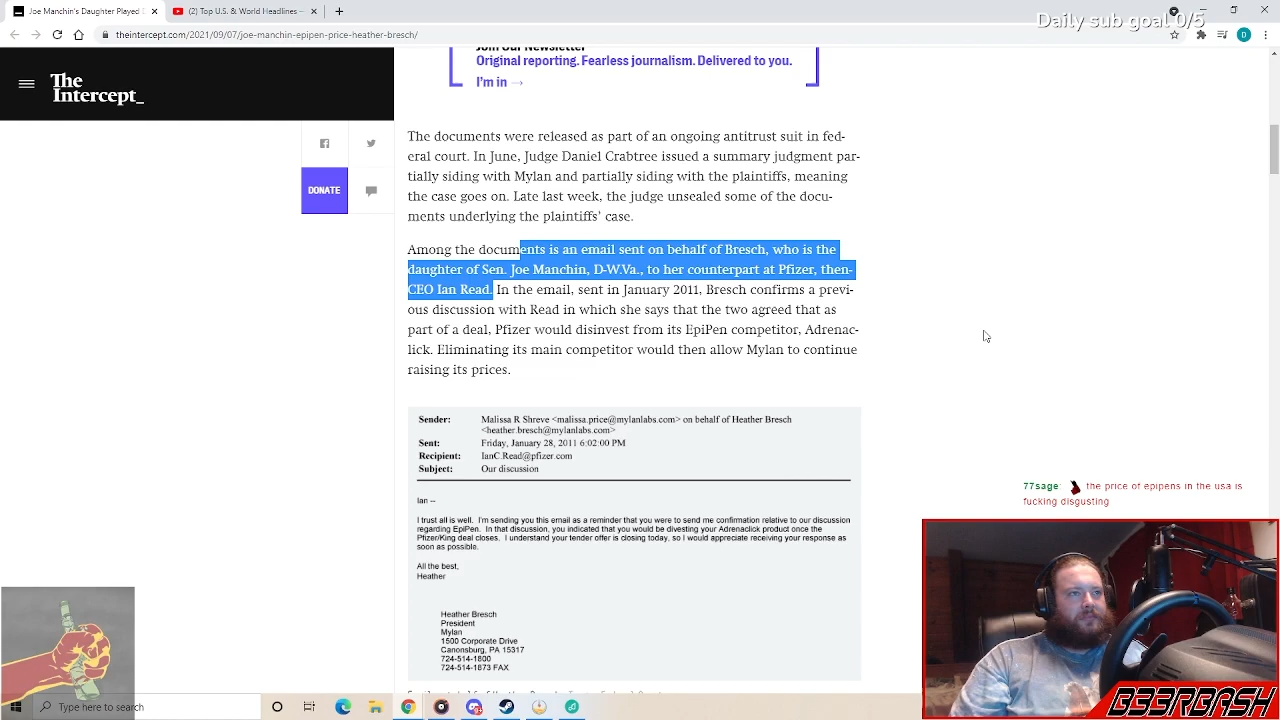 Joe Manchin's Daughter Played D
(2) Top U.S. & World Headlines –
Daily sub goal 0/5
theintercept.com/2021/09/07/joe-manchin-epipen-price-heather-bresh/
D
The
Intercept_
Join Our Newsletter
Original reporting. Fearless journalism. Delivered to you.
I'm in →
DONATE
The documents were released as part of an ongoing antitrust suit in fed-
eral court. In June, Judge Daniel Crabtree issued a summary judgment par-
tially siding with Mylan and partially siding with the plaintiffs, meaning
the case goes on. Late last week, the judge unsealed some of the docu-
ments underlying the plaintiffs' case.
Among the documents is an email sent on behalf of Bresch, who is the
daughter of Sen. Joe Manchin, D-W.Va., to her counterpart at Pfizer, then-
CEO Ian Read. In the email, sent in January 2011, Bresch confirms a previ-
ous discussion with Read in which she says that the two agreed that as
part of a deal, Pfizer would disinvest from its EpiPen competitor, Adrenac-
lick. Eliminating its main competitor would then allow Mylan to continue
raising its prices.
Sender: Malissa R Shreve <malissa.price@mylanlabs.com> on behalf of Heather Bresch
<heather.bresch@mylanlabs.com>
Sent: Friday, January 28, 2011 6:02:00 PM
Recipient: IanC.Read@pfizer.com
Subject: Our discussion
Ian --
I trust all is well. I'm sending you this email as a reminder that you were to send me confirmation relative to our discussion
regarding EpiPen. In that discussion, you indicated that you would be divesting your Adrenaclick product once the
Pfizer/King deal closes. I understand your tender offer is closing today, so I would appreciate receiving your response as
soon as possible.
All the best,
Heather
Heather Bresch
President
Mylan
1500 Corporate Drive
Canonsburg, PA 15317
724-514-1800
724-514-1873 FAX
77sage: the price of epipens in the usa is
fucking disgusting
B33RBASH
Type here to search